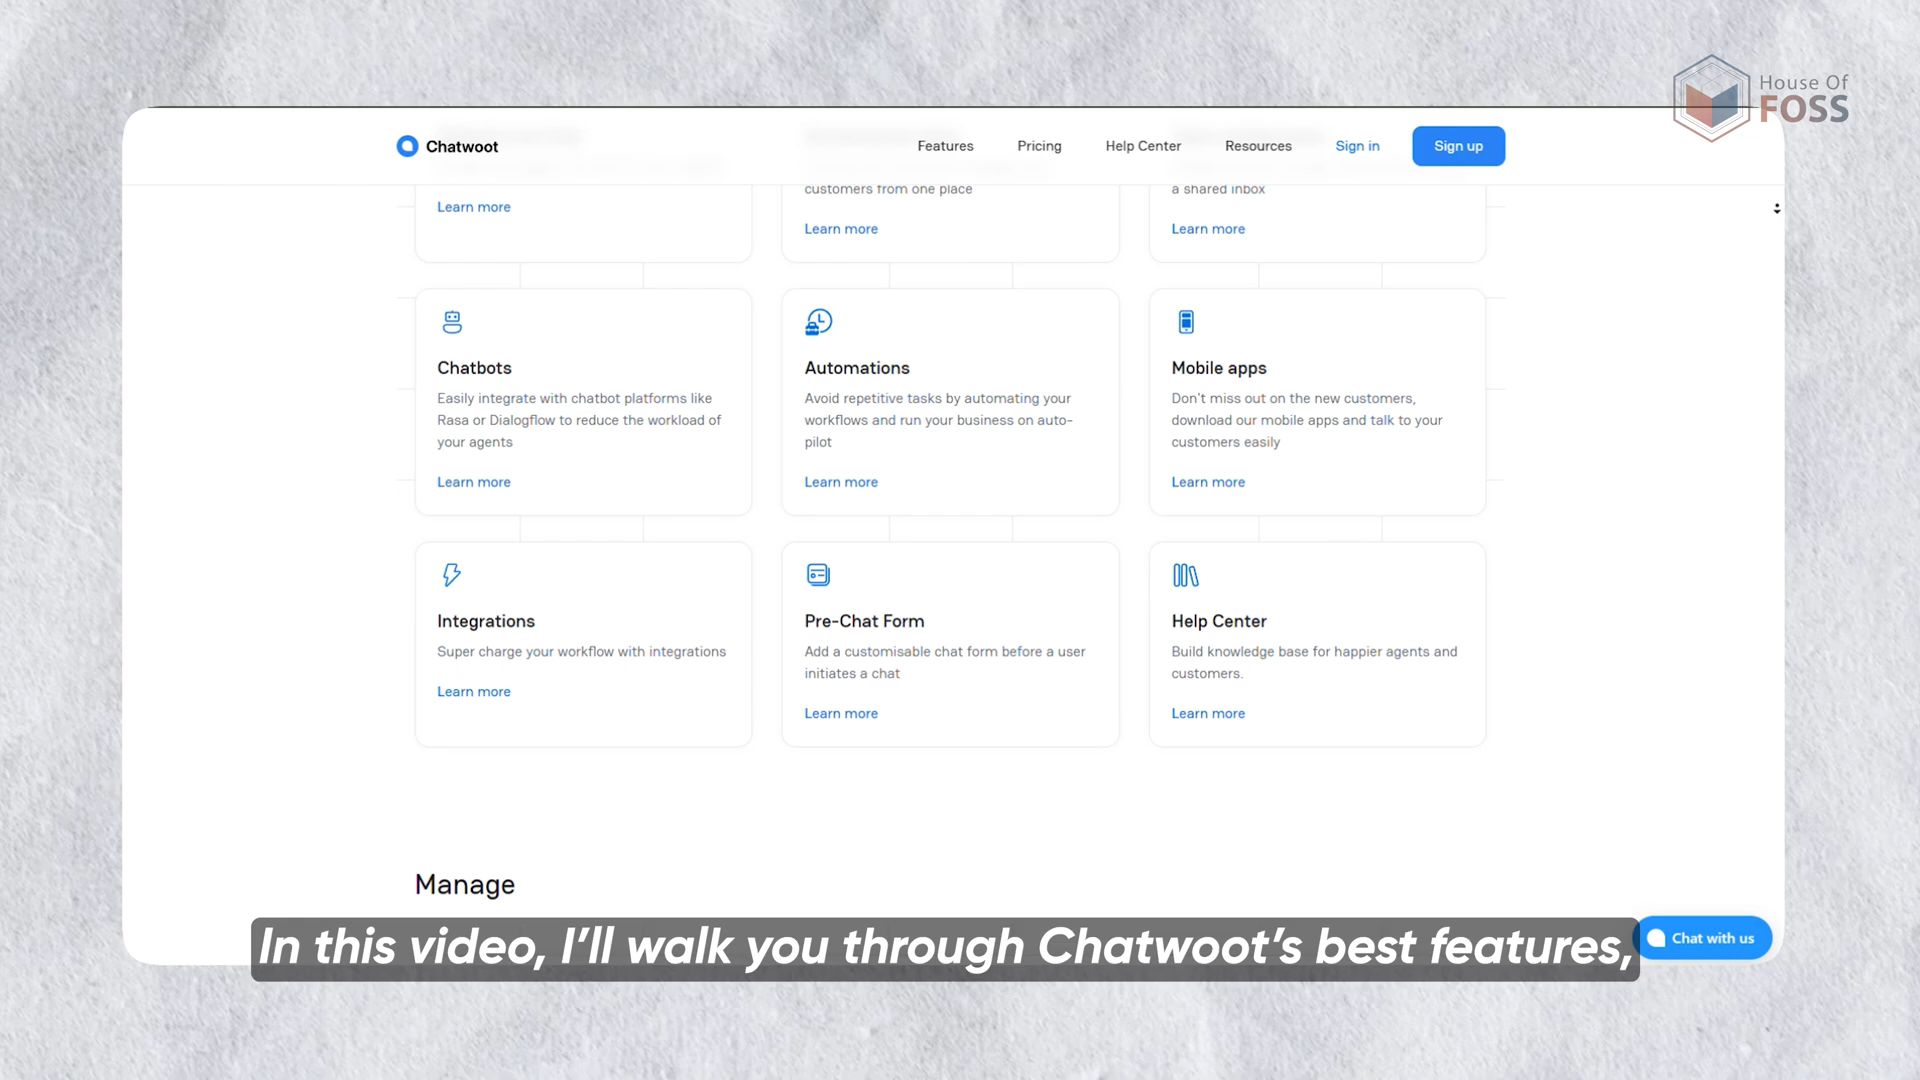 House Of
FOSS
Chatwoot
Features
Pricing
Help Center
Resources
Sign in
Sign up
Learn more
customers from one place
Learn more
a shared inbox
Learn more
Chatbots
Easily integrate with chatbot platforms like
Rasa or Dialogflow to reduce the workload of
your agents
Learn more
Automations
Avoid repetitive tasks by automating your
workflows and run your business on auto-
pilot
Learn more
Mobile apps
Don't miss out on the new customers,
download our mobile apps and talk to your
customers easily
Learn more
Integrations
Super charge your workflow with integrations
Learn more
Pre-Chat Form
Add a customisable chat form before a user
initiates a chat
Learn more
Help Center
Build knowledge base for happier agents and
customers.
Learn more
Manage
In this video, I'll walk you through Chatwoot's best features,
Chat with us